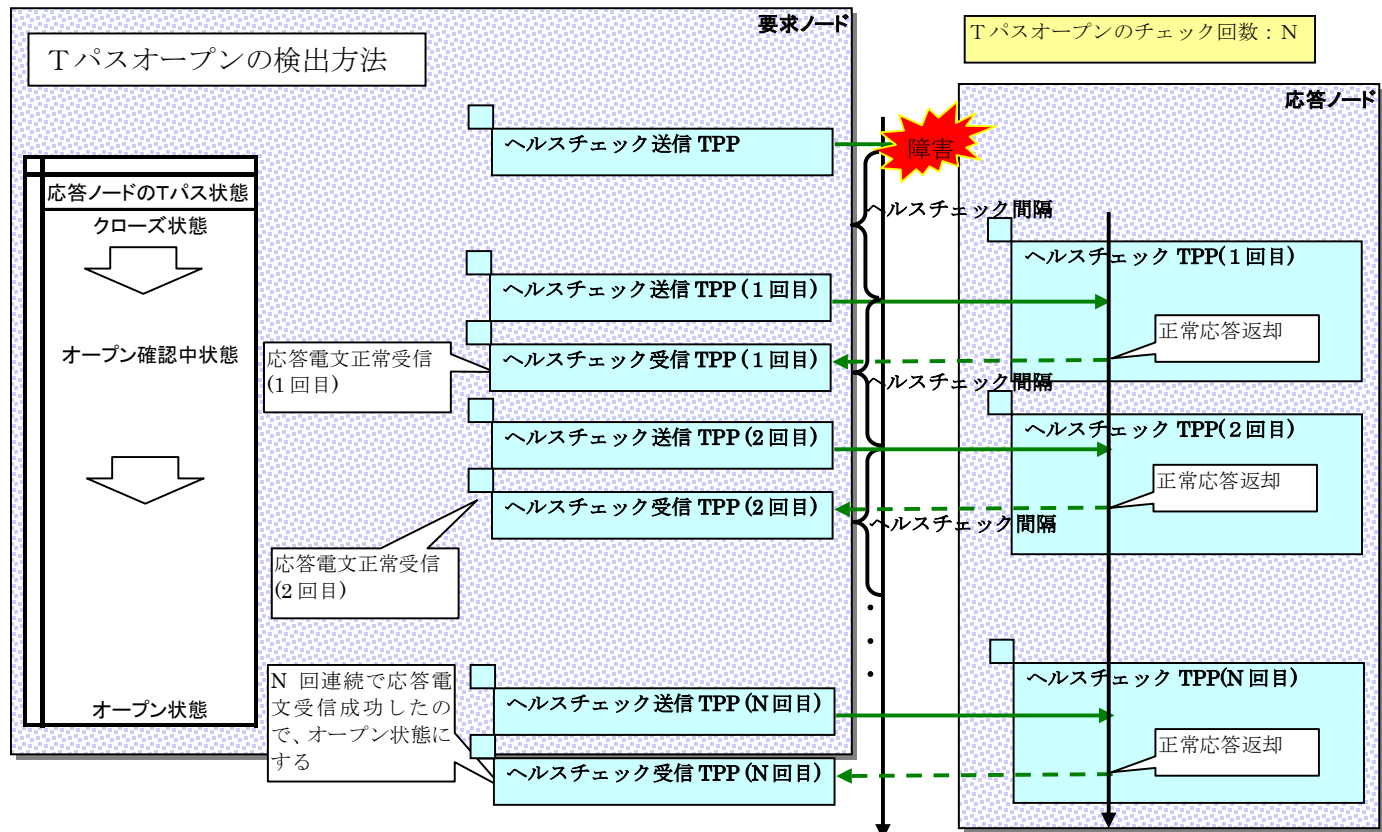 要求ノード
Tパスオープンのチェック回数：N
Tパスオープンの検出方法
応答ノード
ヘルスチェック送信 TPP
障害
応答ノードのTパス状態
クローズ状態
ヘルスチェック間隔
ヘルスチェック TPP(1回目)
ヘルスチェック送信 TPP (1回目)
正常応答返却
オープン確認中状態
応答電文正常受信
(1回目)
ヘルスチェック受信 TPP (1回目)
ヘルスチェック間隔
ヘルスチェック送信 TPP (2回目)
ヘルスチェック TPP(2回目)
正常応答返却
ヘルスチェック受信 TPP (2回目)
ヘルスチェック間隔
応答電文正常受信
(2回目)
・
・
・
N 回連続で応答電
文受信成功したの
で、オープン状態に
する
ヘルスチェック送信 TPP (N回目)
ヘルスチェック TPP(N回目)
オープン状態
正常応答返却
ヘルスチェック受信 TPP (N回目)